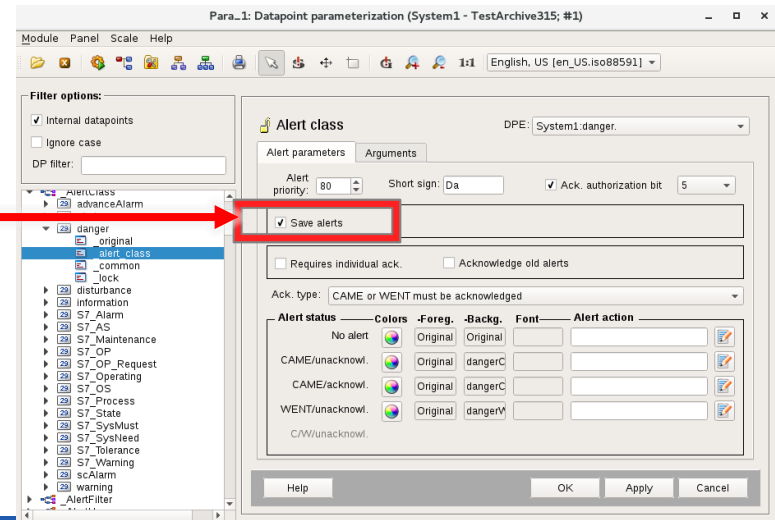 Para_1: Datapoint parameterization (System1 - TestArchive315; #1)
Module Panel Scale Help
1:1 English, US [en_US.iso88591]
Filter options:
Internal datapoints
Ignore case
DP filter:
_AlertClass
advanceAlarm
danger
_original
_alert_class
_common
_lock
disturbance
information
S7_Alarm
S7_AS
S7_Maintenance
S7_OP
S7_OP_Request
S7_Operating
S7_OS
S7_Process
S7_State
S7_SysMust
S7_SysNeed
S7_Tolerance
S7_Warning
scAlarm
warning
_AlertFilter
Alert class DPE: System1:danger.
Alert parameters Arguments
Alert priority: 80 Short sign: Da Ack. authorization bit 5
Save alerts
Requires individual ack. Acknowledge old alerts
Ack. type: CAME or WENT must be acknowledged
Alert status Colors -Foreg. -Backg. Font Alert action
No alert Original Original
CAME/unacknowl. Original dangerC
CAME/acknowl. Original dangerC
WENT/unacknowl. Original dangerW
C/W/unacknowl.
Help OK Apply Cancel